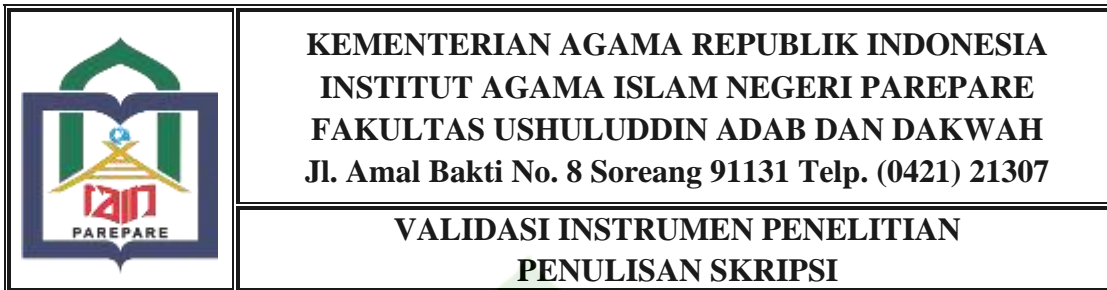 iain
PAREPARE
KEMENTERIAN AGAMA REPUBLIK INDONESIA
INSTITUT AGAMA ISLAM NEGERI PAREPARE
FAKULTAS USHULUDDIN ADAB DAN DAKWAH
Jl. Amal Bakti No. 8 Soreang 91131 Telp. (0421) 21307
VALIDASI INSTRUMEN PENELITIAN
PENULISAN SKRIPSI